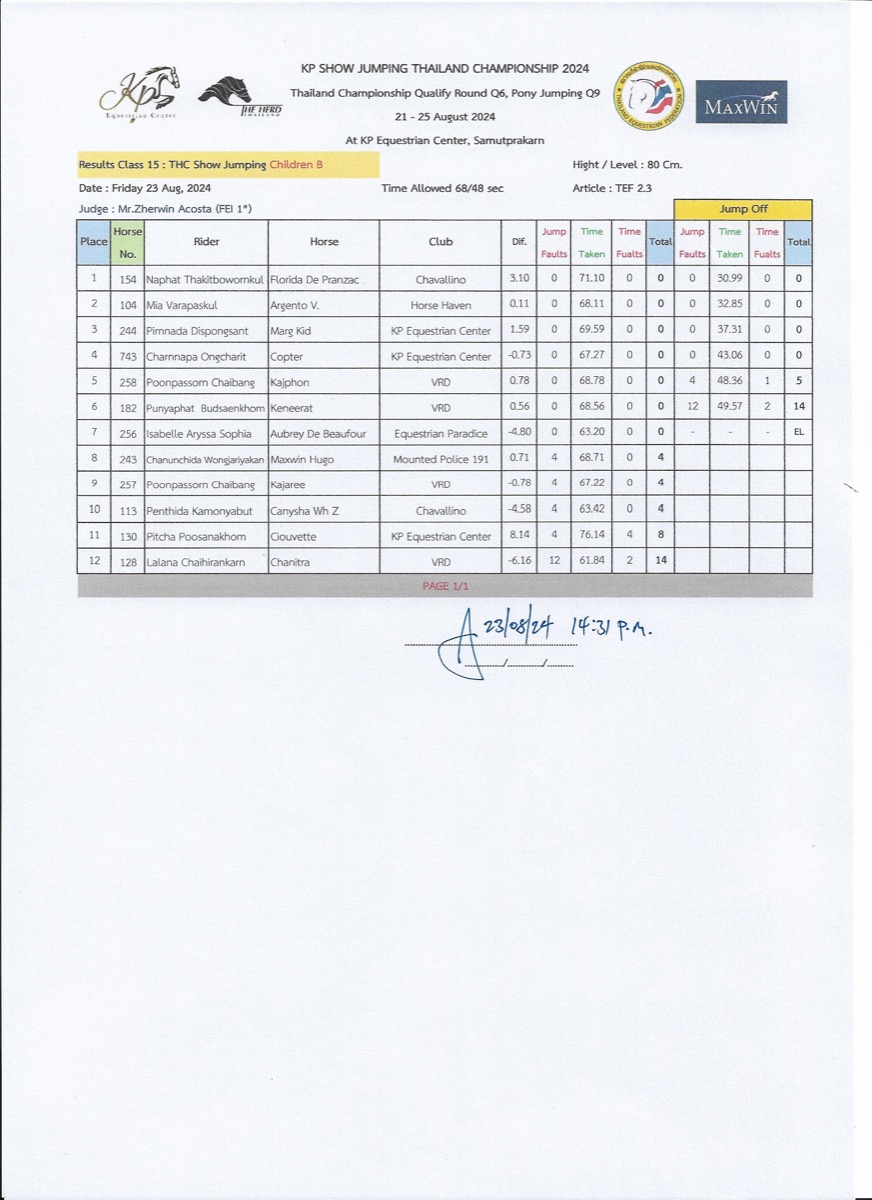 KP SHOW JUMPING THAILAND CHAMPIONSHIP 2024
Thailand Championship Qualify Round Q6, Pony Jumping Q9
21 - 25 August 2024
At KP Equestrian Center, Samutprakarn
Kps
Equestrian Center
THE HERD
THAILAND
THAILAND EQUESTRIAN FEDERATION
MAXWIN
Results Class 15 : THC Show Jumping Children B Hight / Level : 80 Cm.
Date : Friday 23 Aug, 2024 Time Allowed 68/48 sec Article : TEF 2.3
Judge : Mr.Zherwin Acosta (FEI 1*) Jump Off
Place Horse No. Rider Horse Club Dif. Jump Faults Time Taken Time Fualts Total Jump Faults Time Taken Time Fualts Total
1 154 Naphat Thakitbowornkul Florida De Pranzac Chavallino 3.10 0 71.10 0 0 0 30.99 0 0
2 104 Mia Varapaskul Argento V. Horse Haven 0.11 0 68.11 0 0 0 32.85 0 0
3 244 Pimnada Dispongsant Marg Kid KP Equestrian Center 1.59 0 69.59 0 0 0 37.31 0 0
4 743 Charnnapa Ongcharit Copter KP Equestrian Center -0.73 0 67.27 0 0 0 43.06 0 0
5 258 Poonpassorn Chaibang Kajphon VRD 0.78 0 68.78 0 0 4 48.36 1 5
6 182 Punyaphat Budsaenkhom Keneerat VRD 0.56 0 68.56 0 0 12 49.57 2 14
7 256 Isabelle Aryssa Sophia Aubrey De Beaufour Equestrian Paradice -4.80 0 63.20 0 0 - - - EL
8 243 Chanunchida Wongjariyakan Maxwin Hugo Mounted Police 191 0.71 4 68.71 0 4
9 257 Poonpassorn Chaibang Kajaree VRD -0.78 4 67.22 0 4
10 113 Penthida Kamonyabut Canysha Wh Z Chavallino -4.58 4 63.42 0 4
11 130 Pitcha Poosanakhom Ciouvette KP Equestrian Center 8.14 4 76.14 4 8
12 128 Lalana Chaihirankarn Chanitra VRD -6.16 12 61.84 2 14
PAGE 1/1
23/08/24 14:31 P.M.